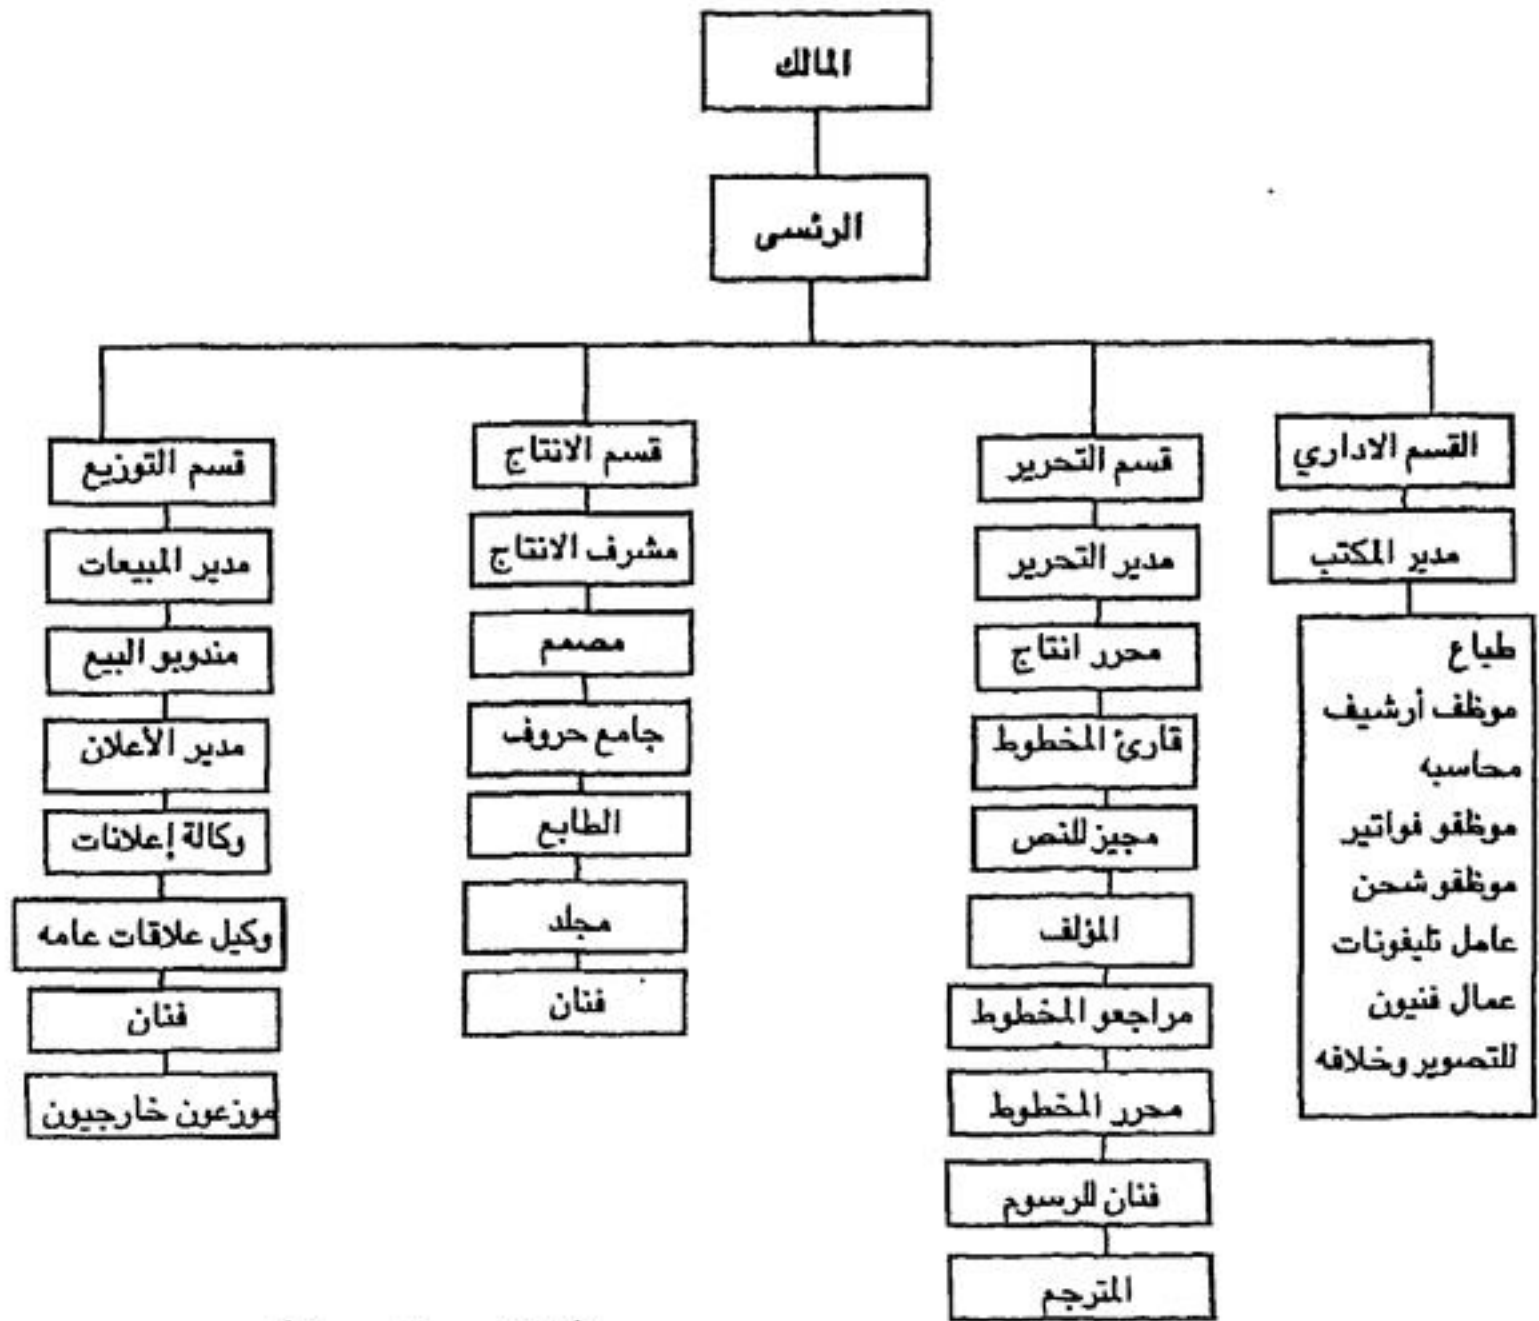 المالك
الرئسى
القسم الاداري
مدير المكتب
طباع
موظف أرشيف
محاسبه
موظفو فواتير
موظفو شحن
عامل تليفونات
عمال فنيون
للتصوير وخلافه
قسم التحرير
مدير التحرير
محرر انتاج
قارئ المخطوط
مجيز للنص
المؤلف
مراجعو المخطوط
محرر المخطوط
فنان للرسوم
المترجم
قسم الانتاج
مشرف الانتاج
مصمم
جامع حروف
الطابع
مجلد
فنان
قسم التوزيع
مدير المبيعات
مندوبو البيع
مدير الأعلان
وكالة إعلانات
وكيل علاقات عامه
فنان
موزعون خارجيون